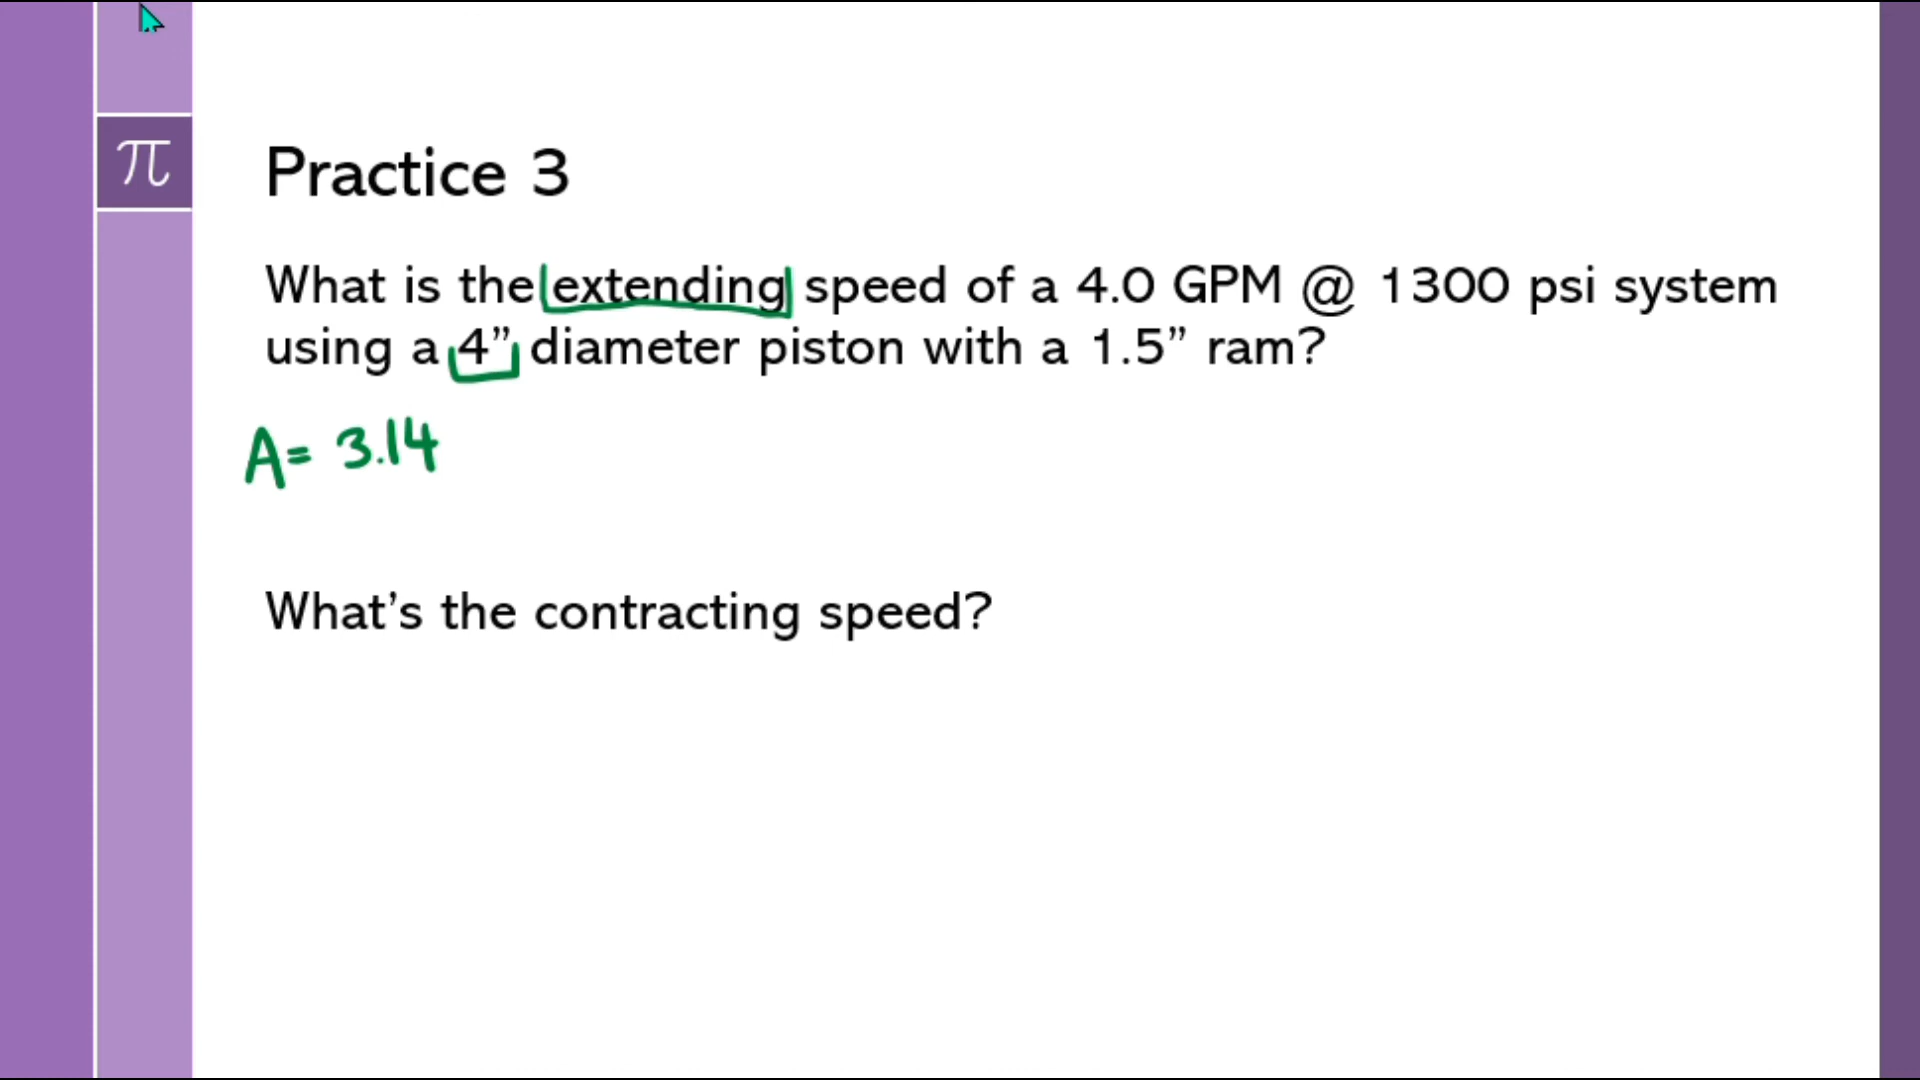 π
Practice 3
What is the extending speed of a 4.0 GPM @ 1300 psi system
using a 4” diameter piston with a 1.5” ram?
A= 3.14
What’s the contracting speed?